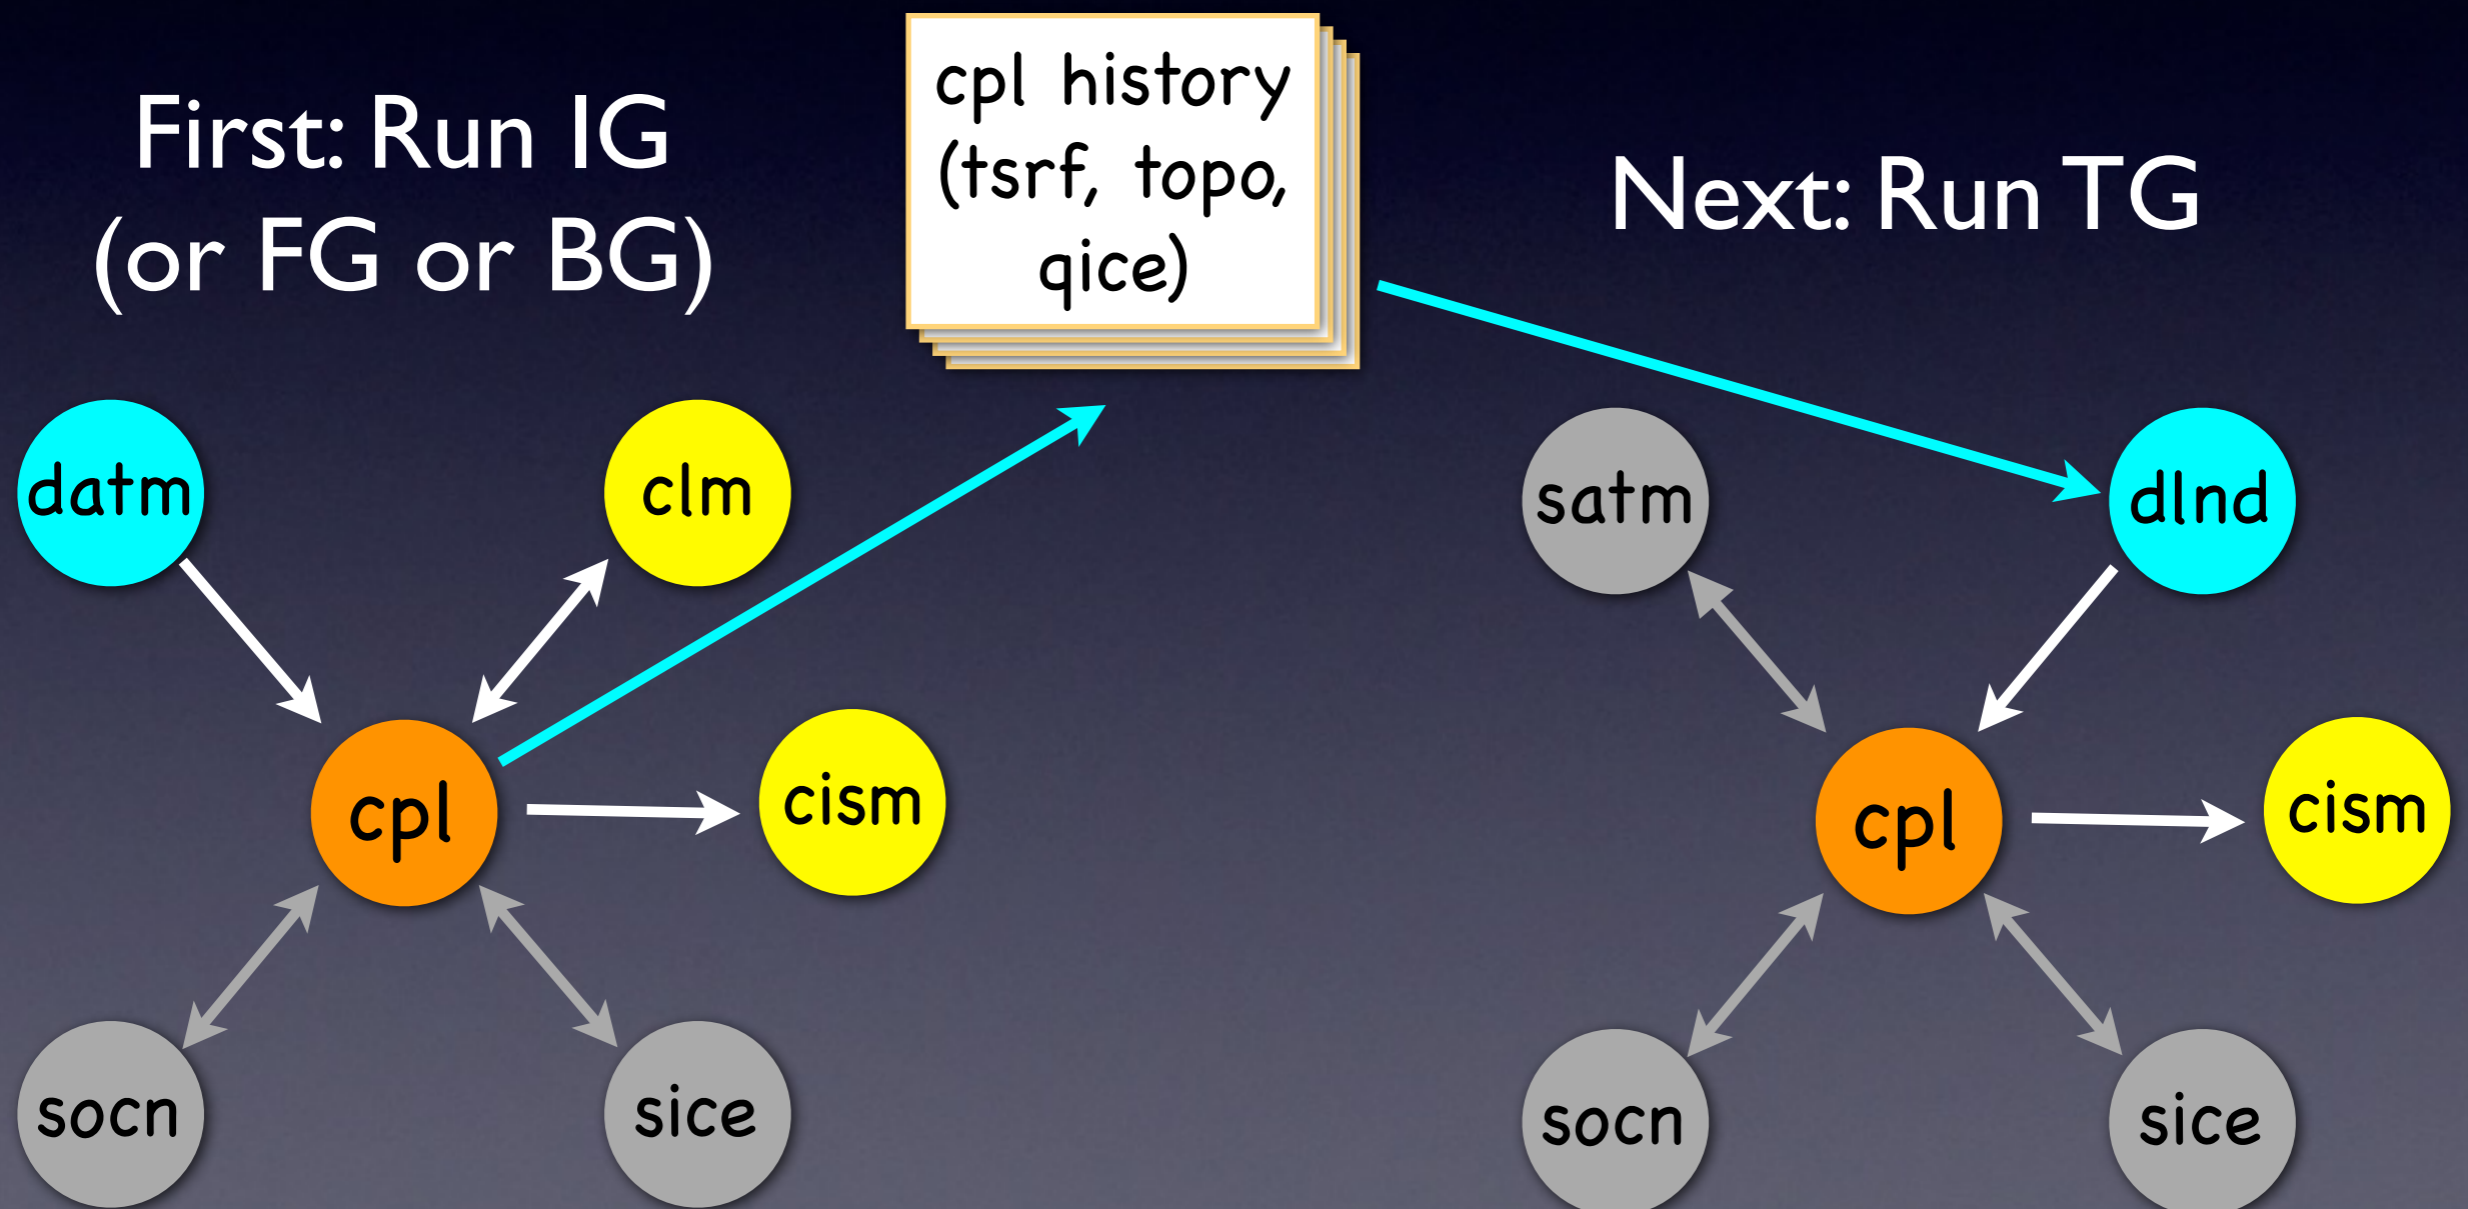 First: Run IG
(or FG or BG)
cpl history
(tsrf, topo,
qice)
Next: Run TG
datm
clm
cpl
cism
socn
sice
satm
dlnd
cpl
cism
socn
sice